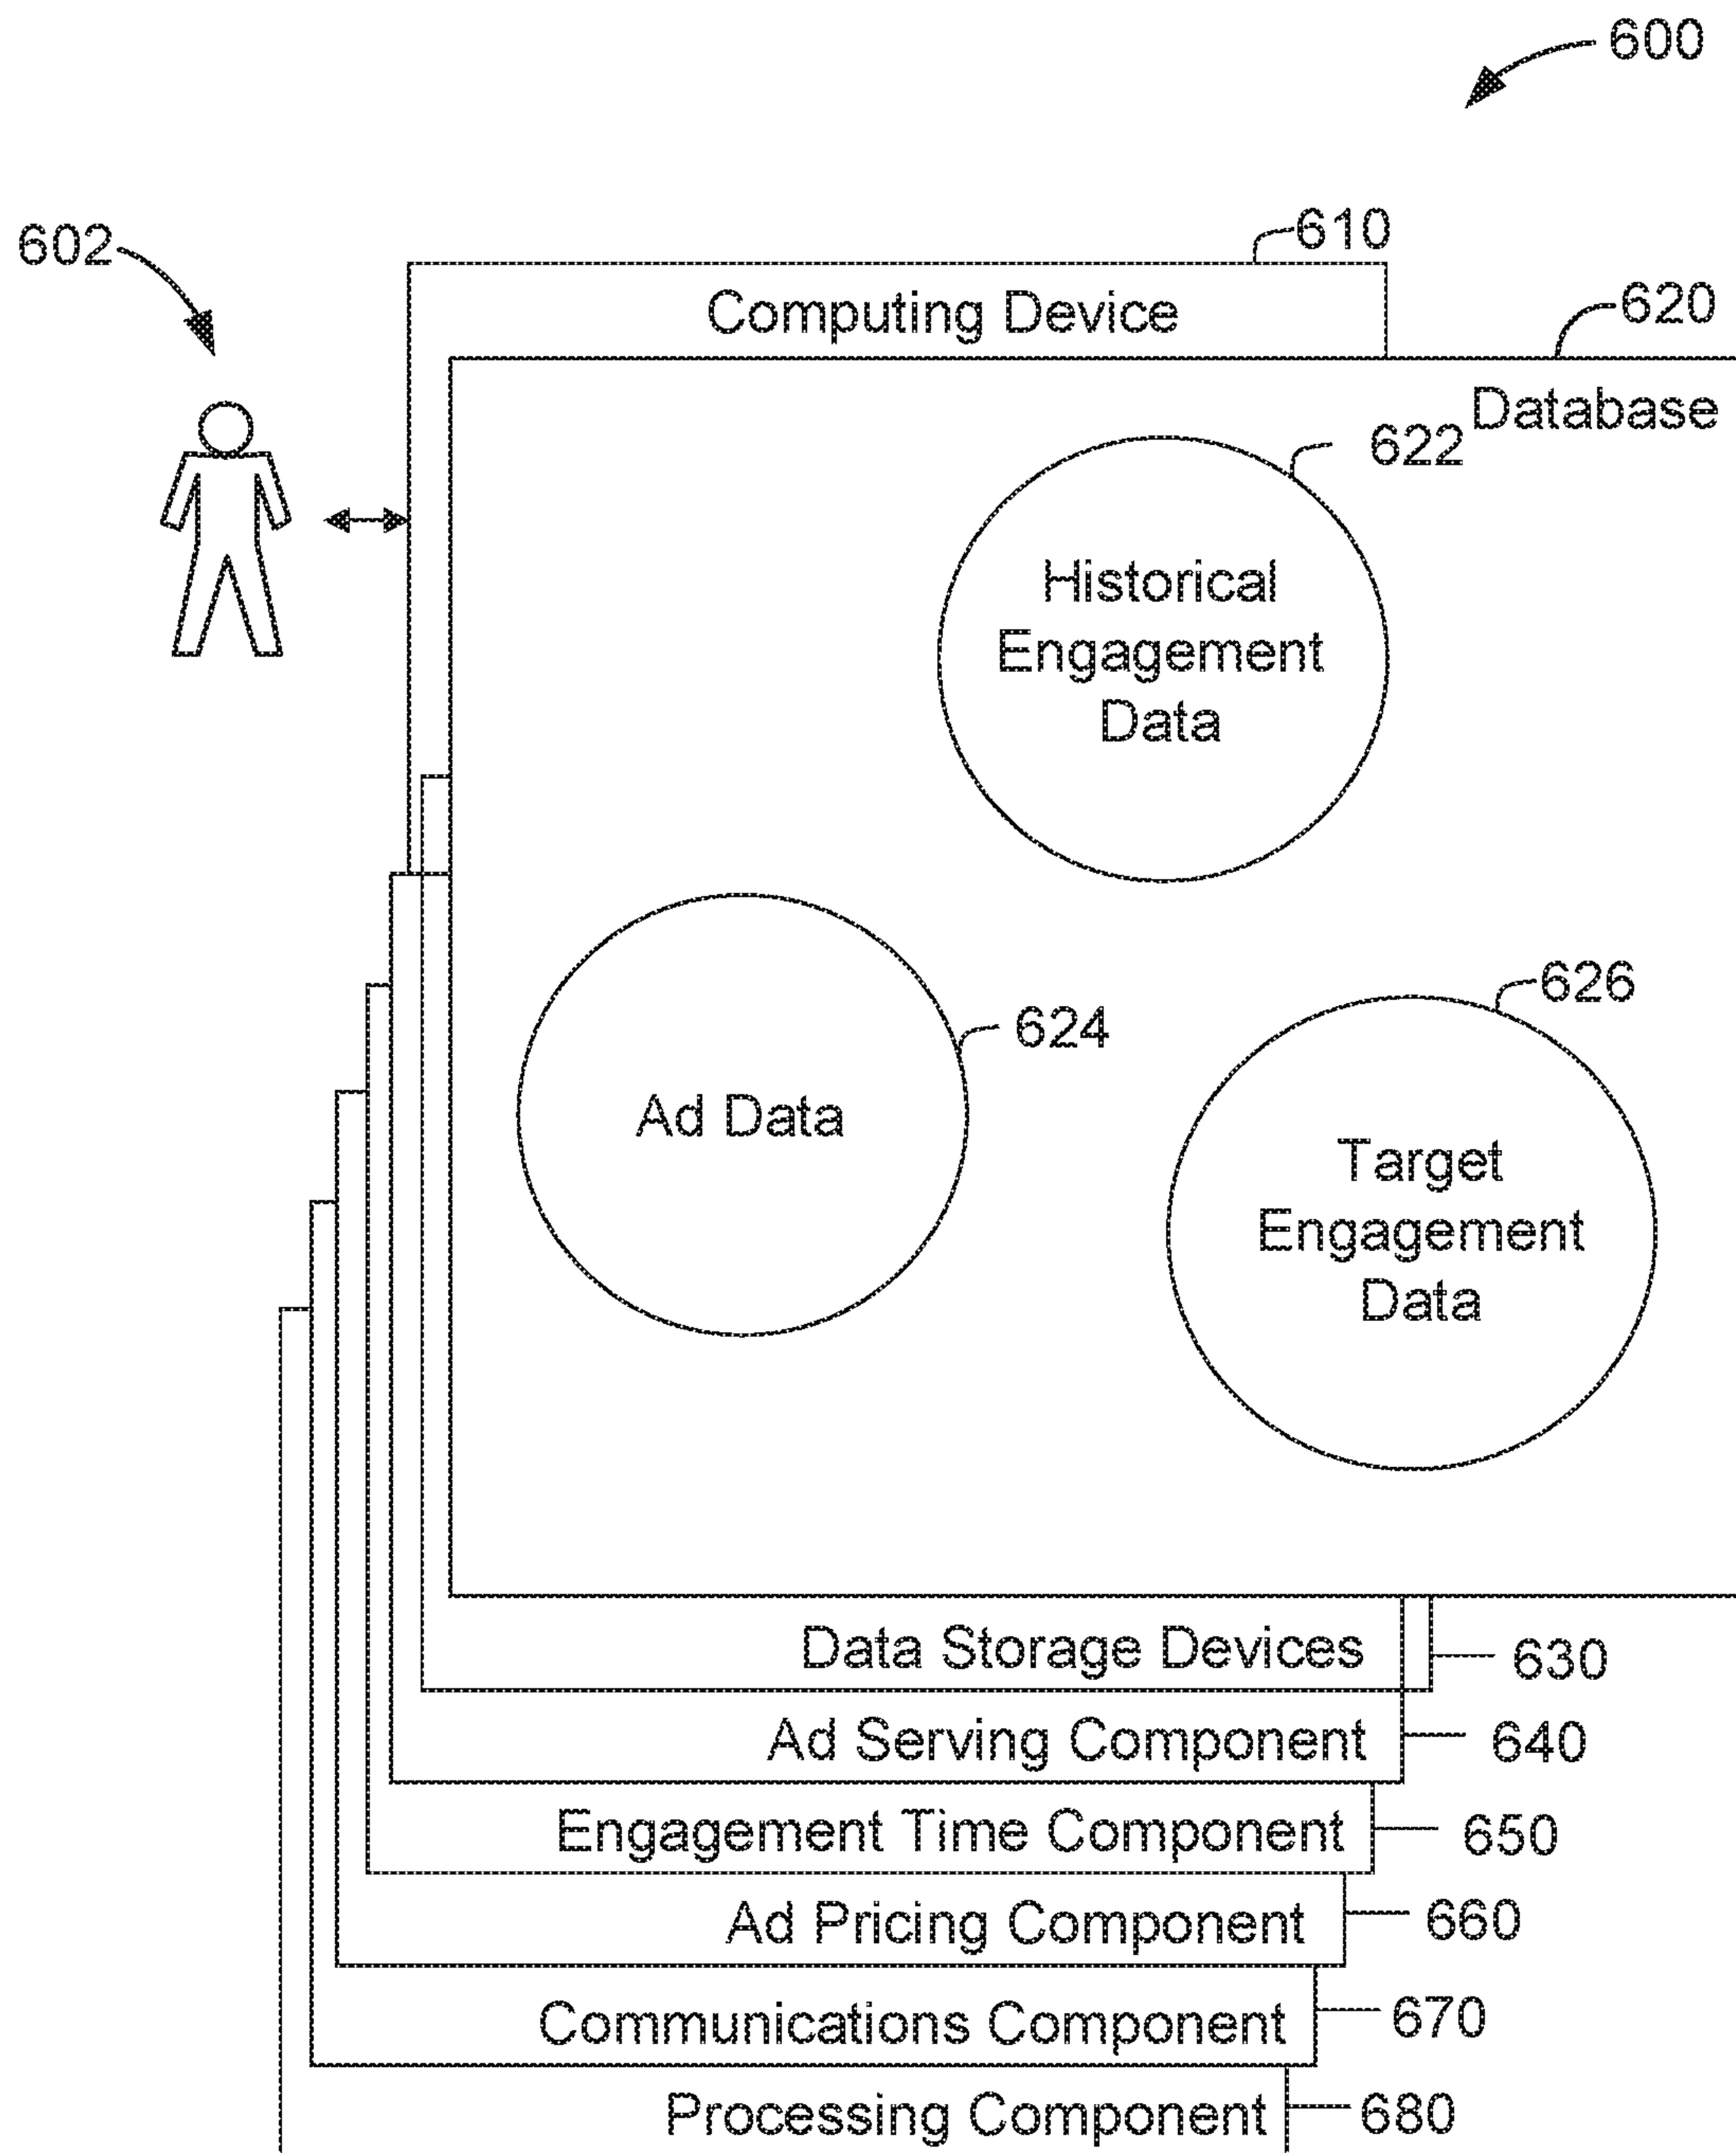 600
602
610
Computing Device
620
Database
622
Historical
Engagement
Data
624
Ad Data
626
Target
Engagement
Data
Data Storage Devices
630
Ad Serving Component
640
Engagement Time Component
650
Ad Pricing Component
660
Communications Component
670
Processing Component
680